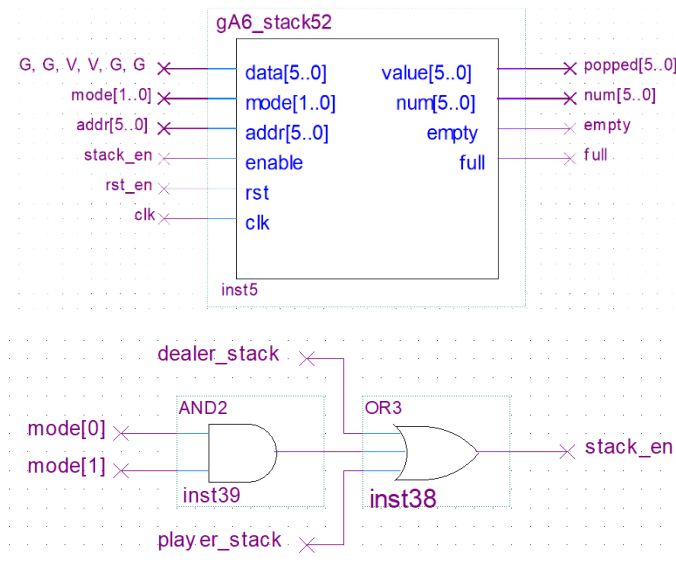 gA6_stack52
G, G, V, V, G, G data[5..0] value[5..0] popped[5..0]
mode[1..0] mode[1..0] num[5..0] num[5..0]
addr[5..0] addr[5..0] empty empty
stack_en enable full full
rst_en rst
clk clk
inst5
dealer_stack
AND2 OR3
mode[0]
stack_en
mode[1]
inst39 inst38
player_stack